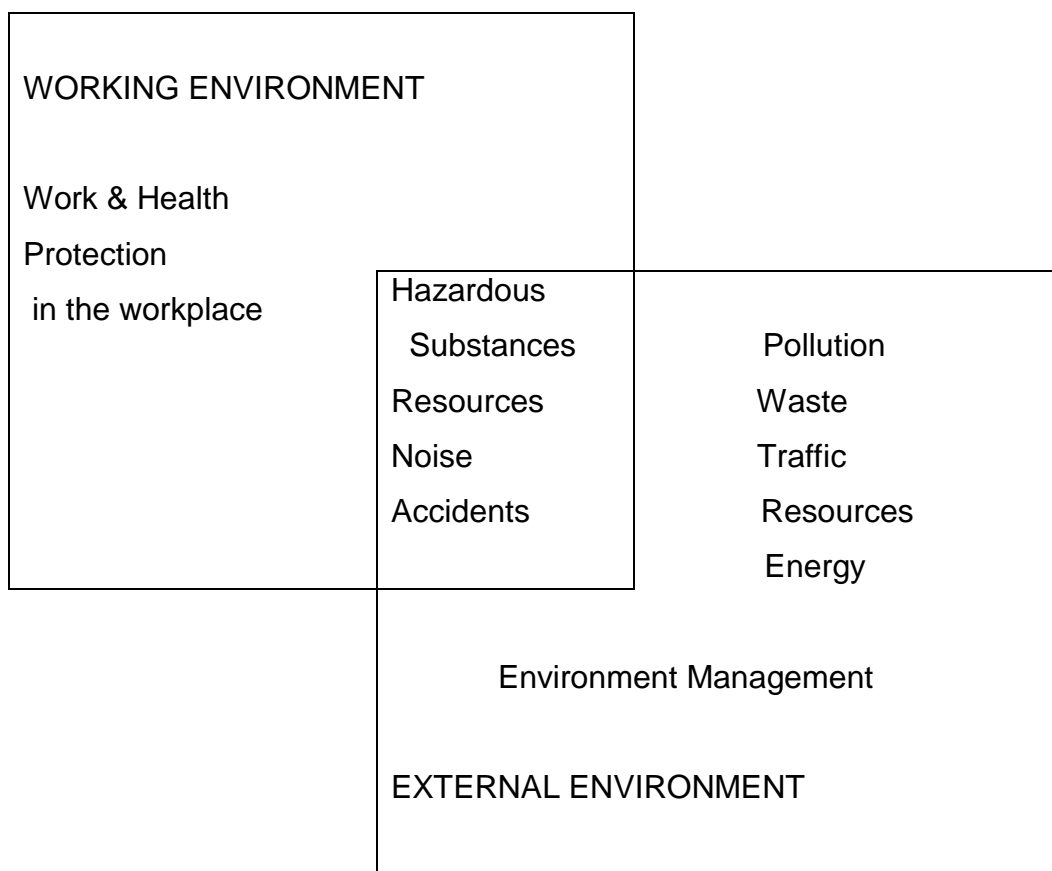 WORKING ENVIRONMENT
Work & Health
Protection
in the workplace
Hazardous
Substances
Resources
Noise
Accidents
Pollution
Waste
Traffic
Resources
Energy
Environment Management
EXTERNAL ENVIRONMENT